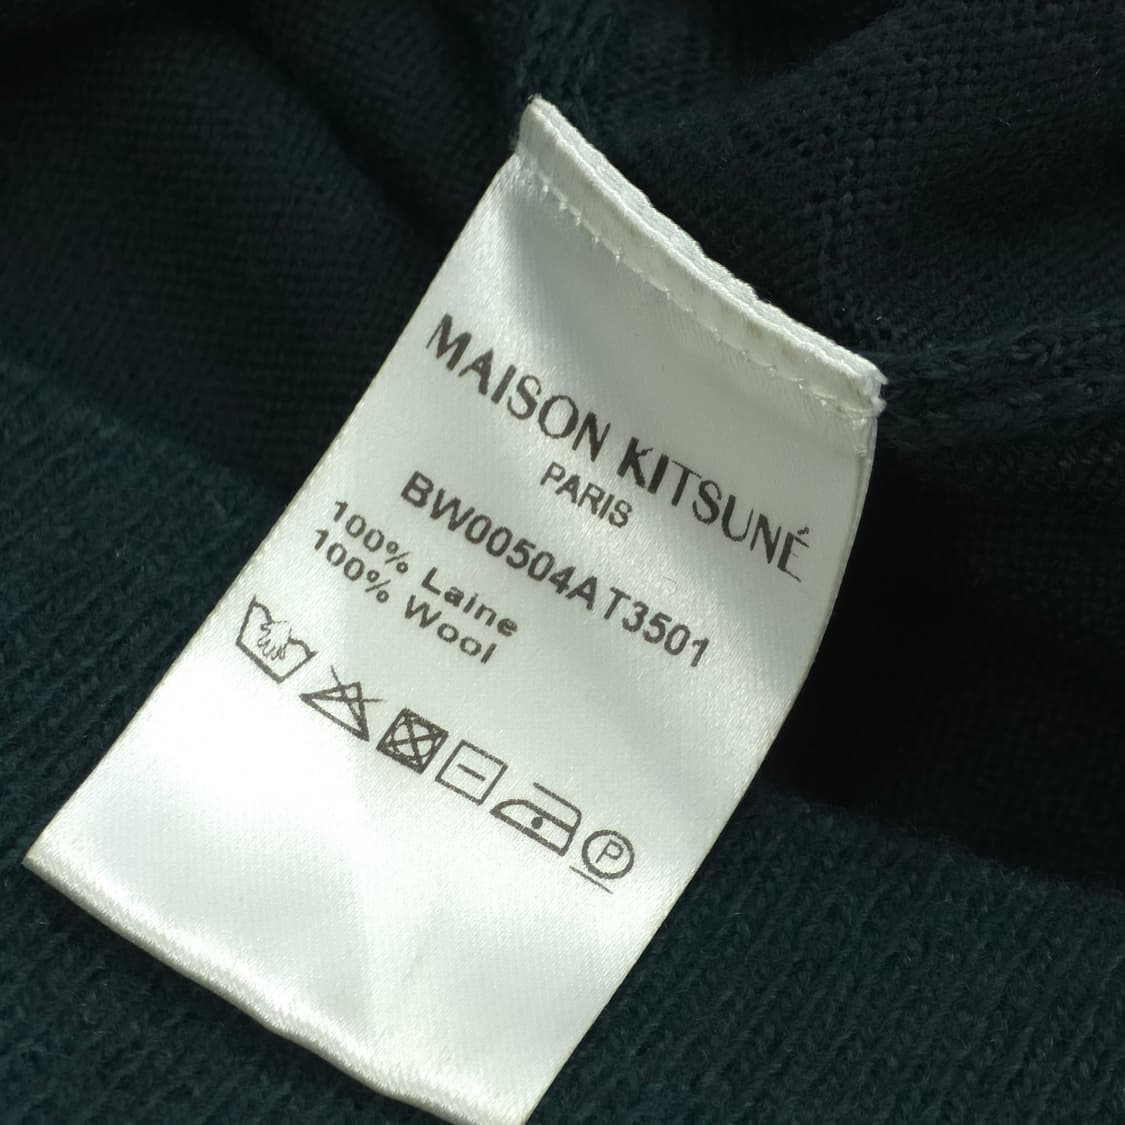 MAISON KITSUNÉ
PARIS
BW00504AT3501
100% Laine
100% Wool
P